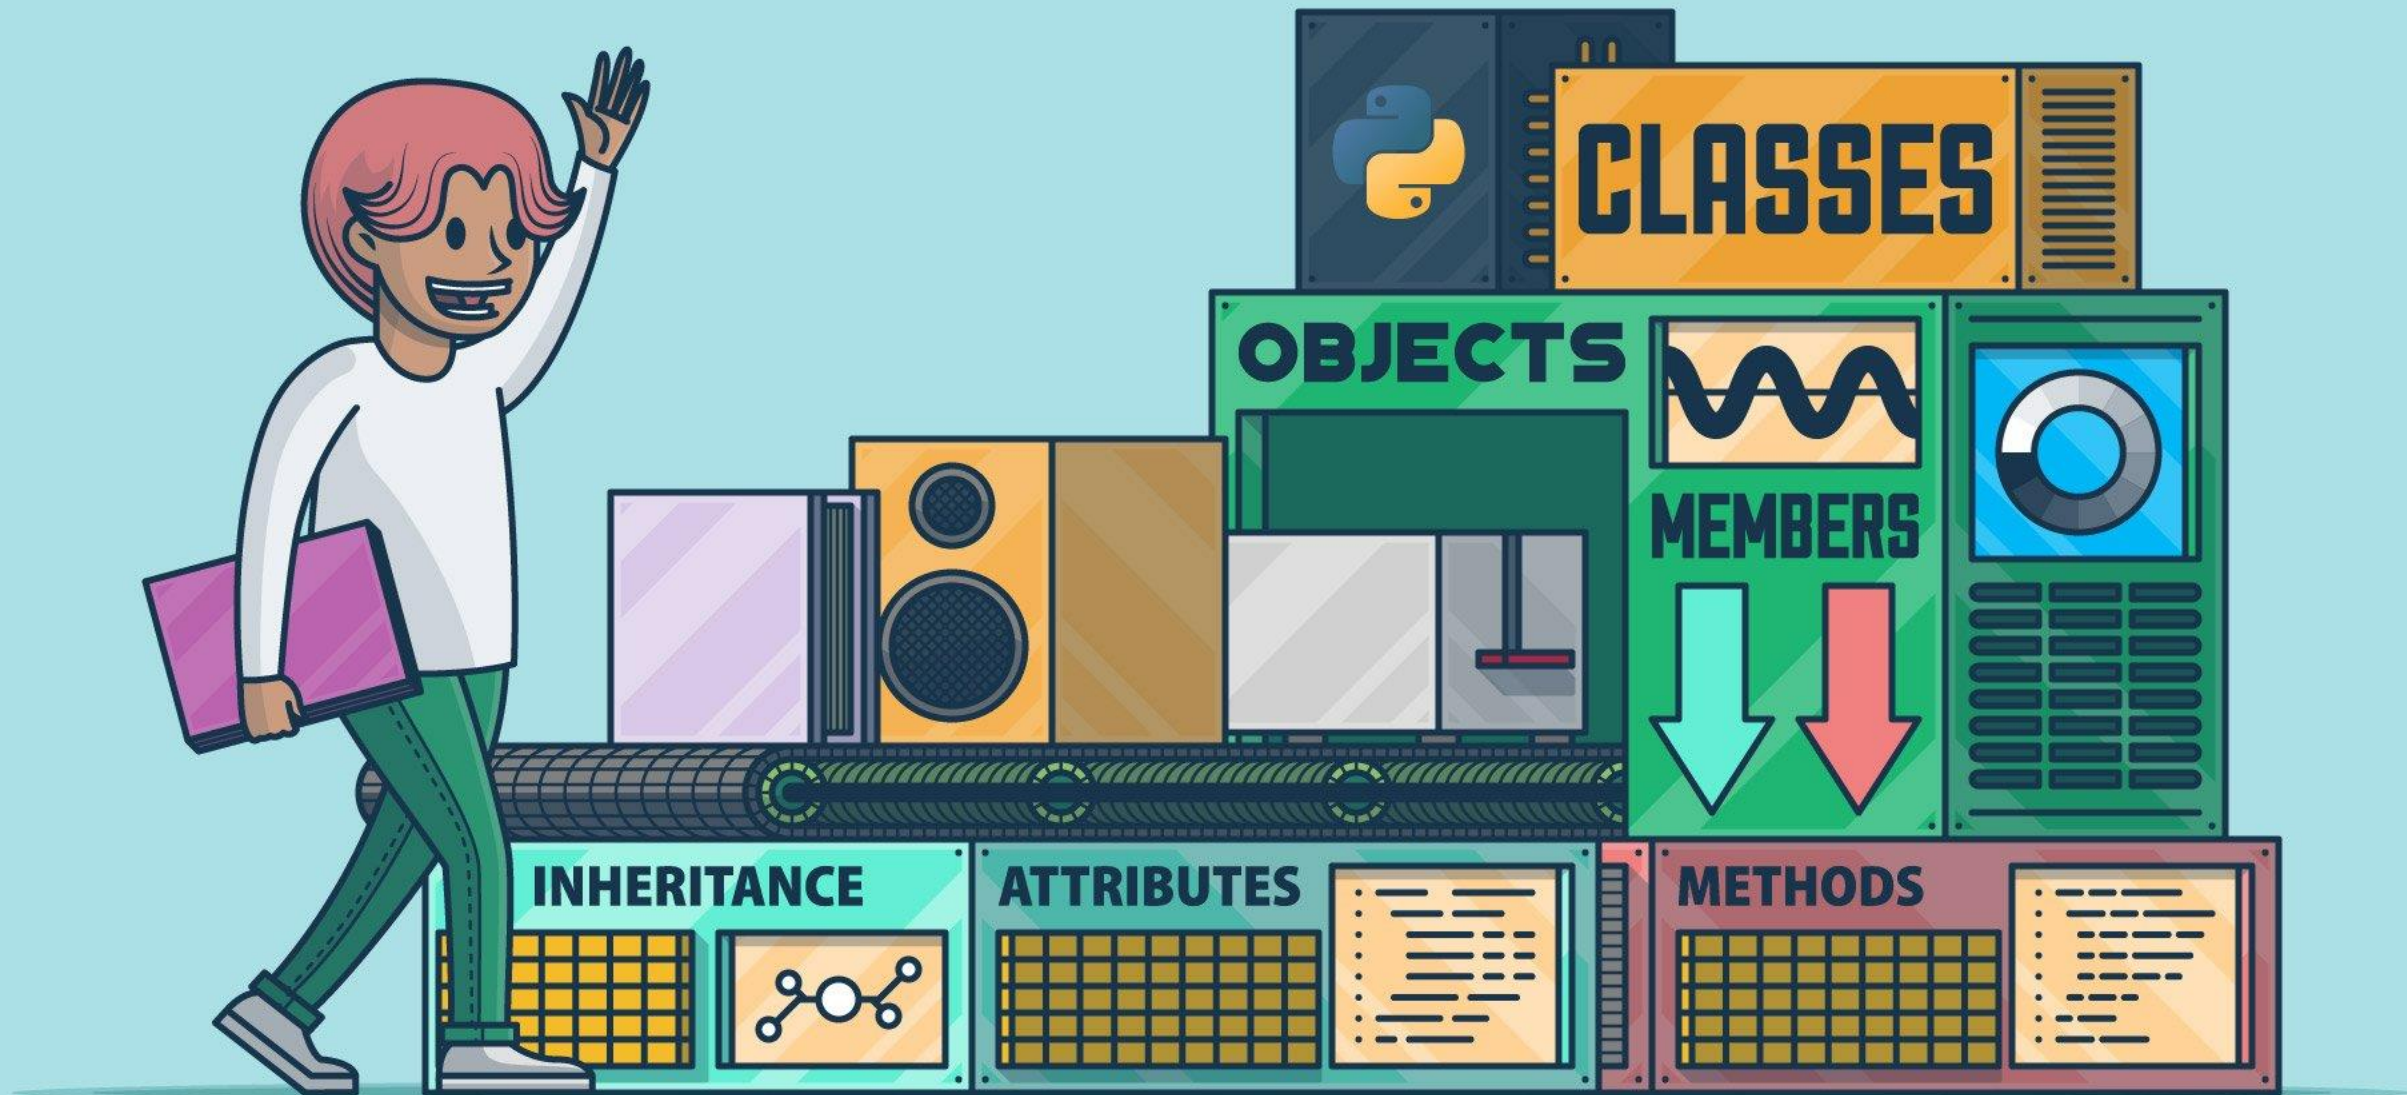 CLASSES
OBJECTS
MEMBERS
INHERITANCE
ATTRIBUTES
METHODS